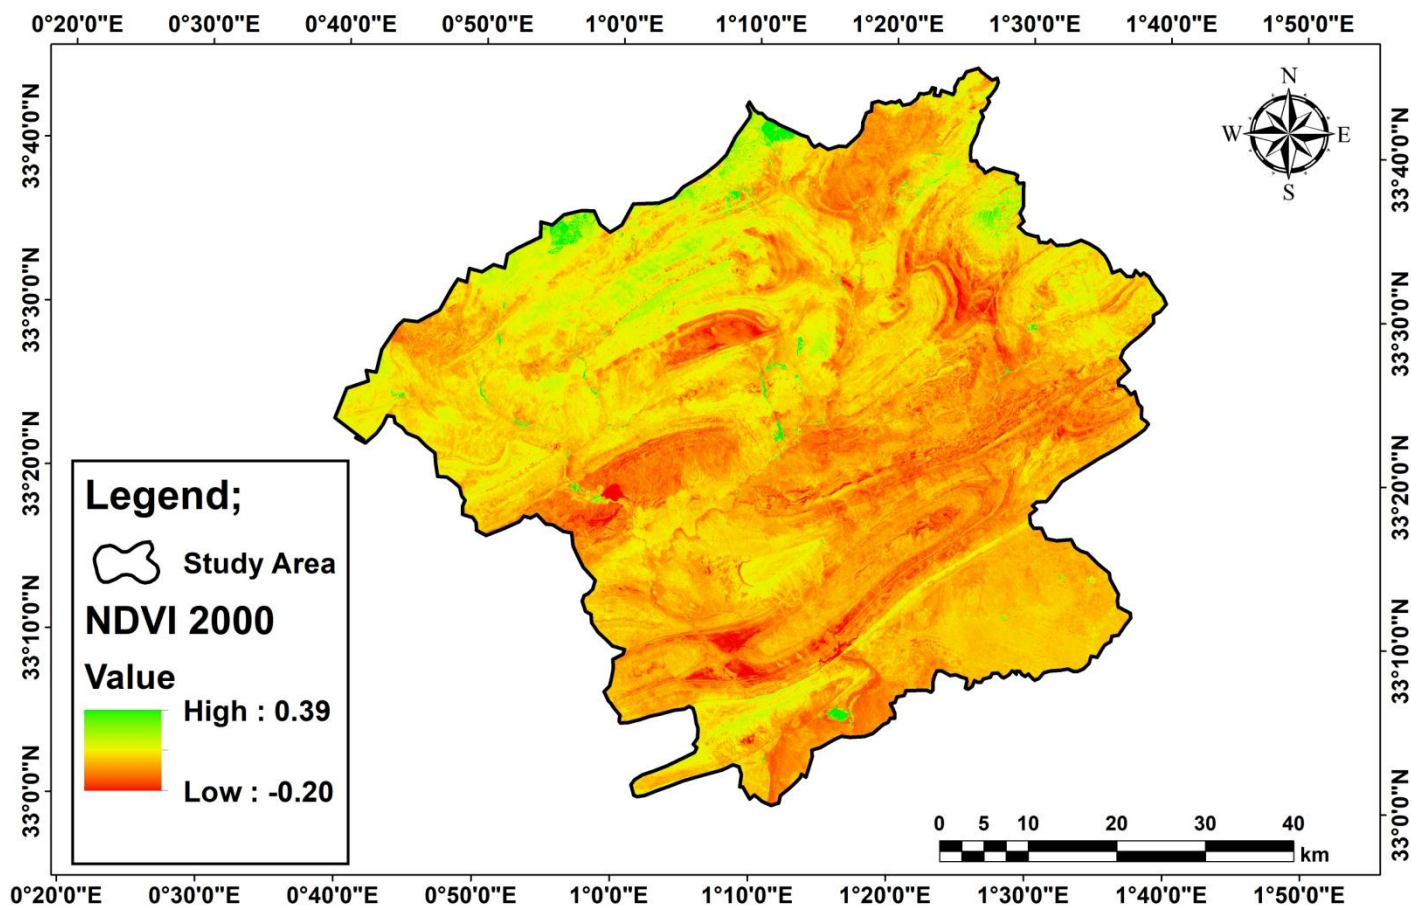 0°20'0"E 0°30'0"E 0°40'0"E 0°50'0"E 1°0'0"E 1°10'0"E 1°20'0"E 1°30'0"E 1°40'0"E 1°50'0"E
N
W E
S
33°40'0"N
33°30'0"N
33°20'0"N
33°10'0"N
33°0'0"N
33°40'0"N
33°30'0"N
33°20'0"N
33°10'0"N
33°0'0"N
Legend;
Study Area
NDVI 2000
Value
High : 0.39
Low : -0.20
0 5 10 20 30 40
km
0°20'0"E 0°30'0"E 0°40'0"E 0°50'0"E 1°0'0"E 1°10'0"E 1°20'0"E 1°30'0"E 1°40'0"E 1°50'0"E